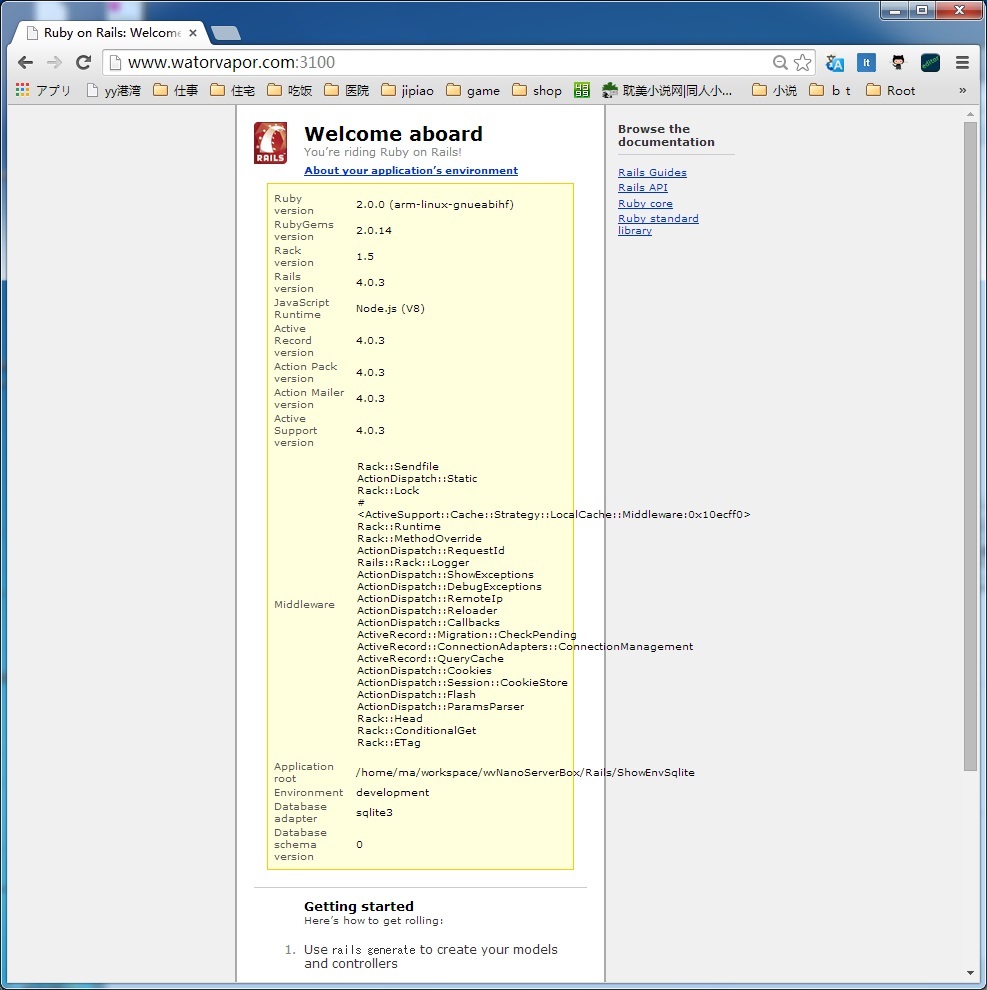 Ruby on Rails: Welcome
www.watorvapor.com:3100
アプリ yy港湾 仕事 住宅 吃饭 医院 jipiao game shop 耽美小说网|同人小... 小说 b t Root »
RAILS
Welcome aboard
You're riding Ruby on Rails!
About your application's environment
Ruby
version
2.0.0 (arm-linux-gnueabihf)
RubyGems
version
2.0.14
Rack
version
1.5
Rails
version
4.0.3
JavaScript
Runtime
Node.js (V8)
Active
Record
version
4.0.3
Action Pack
version
4.0.3
Action Mailer
version
4.0.3
Active
Support
version
4.0.3
Middleware
Rack::Sendfile
ActionDispatch::Static
Rack::Lock
#
<ActiveSupport::Cache::Strategy::LocalCache::Middleware:0x10ecff0>
Rack::Runtime
Rack::MethodOverride
ActionDispatch::RequestId
Rails::Rack::Logger
ActionDispatch::ShowExceptions
ActionDispatch::DebugExceptions
ActionDispatch::RemoteIp
ActionDispatch::Reloader
ActionDispatch::Callbacks
ActiveRecord::Migration::CheckPending
ActiveRecord::ConnectionAdapters::ConnectionManagement
ActiveRecord::QueryCache
ActionDispatch::Cookies
ActionDispatch::Session::CookieStore
ActionDispatch::Flash
ActionDispatch::ParamsParser
Rack::Head
Rack::ConditionalGet
Rack::ETag
Application
root
/home/ma/workspace/wvNanoServerBox/Rails/ShowEnvSqlite
Environment
development
Database
adapter
sqlite3
Database
schema
version
0
Getting started
Here's how to get rolling:
1. Use rails generate to create your models
and controllers
Browse the
documentation
Rails Guides
Rails API
Ruby core
Ruby standard
library